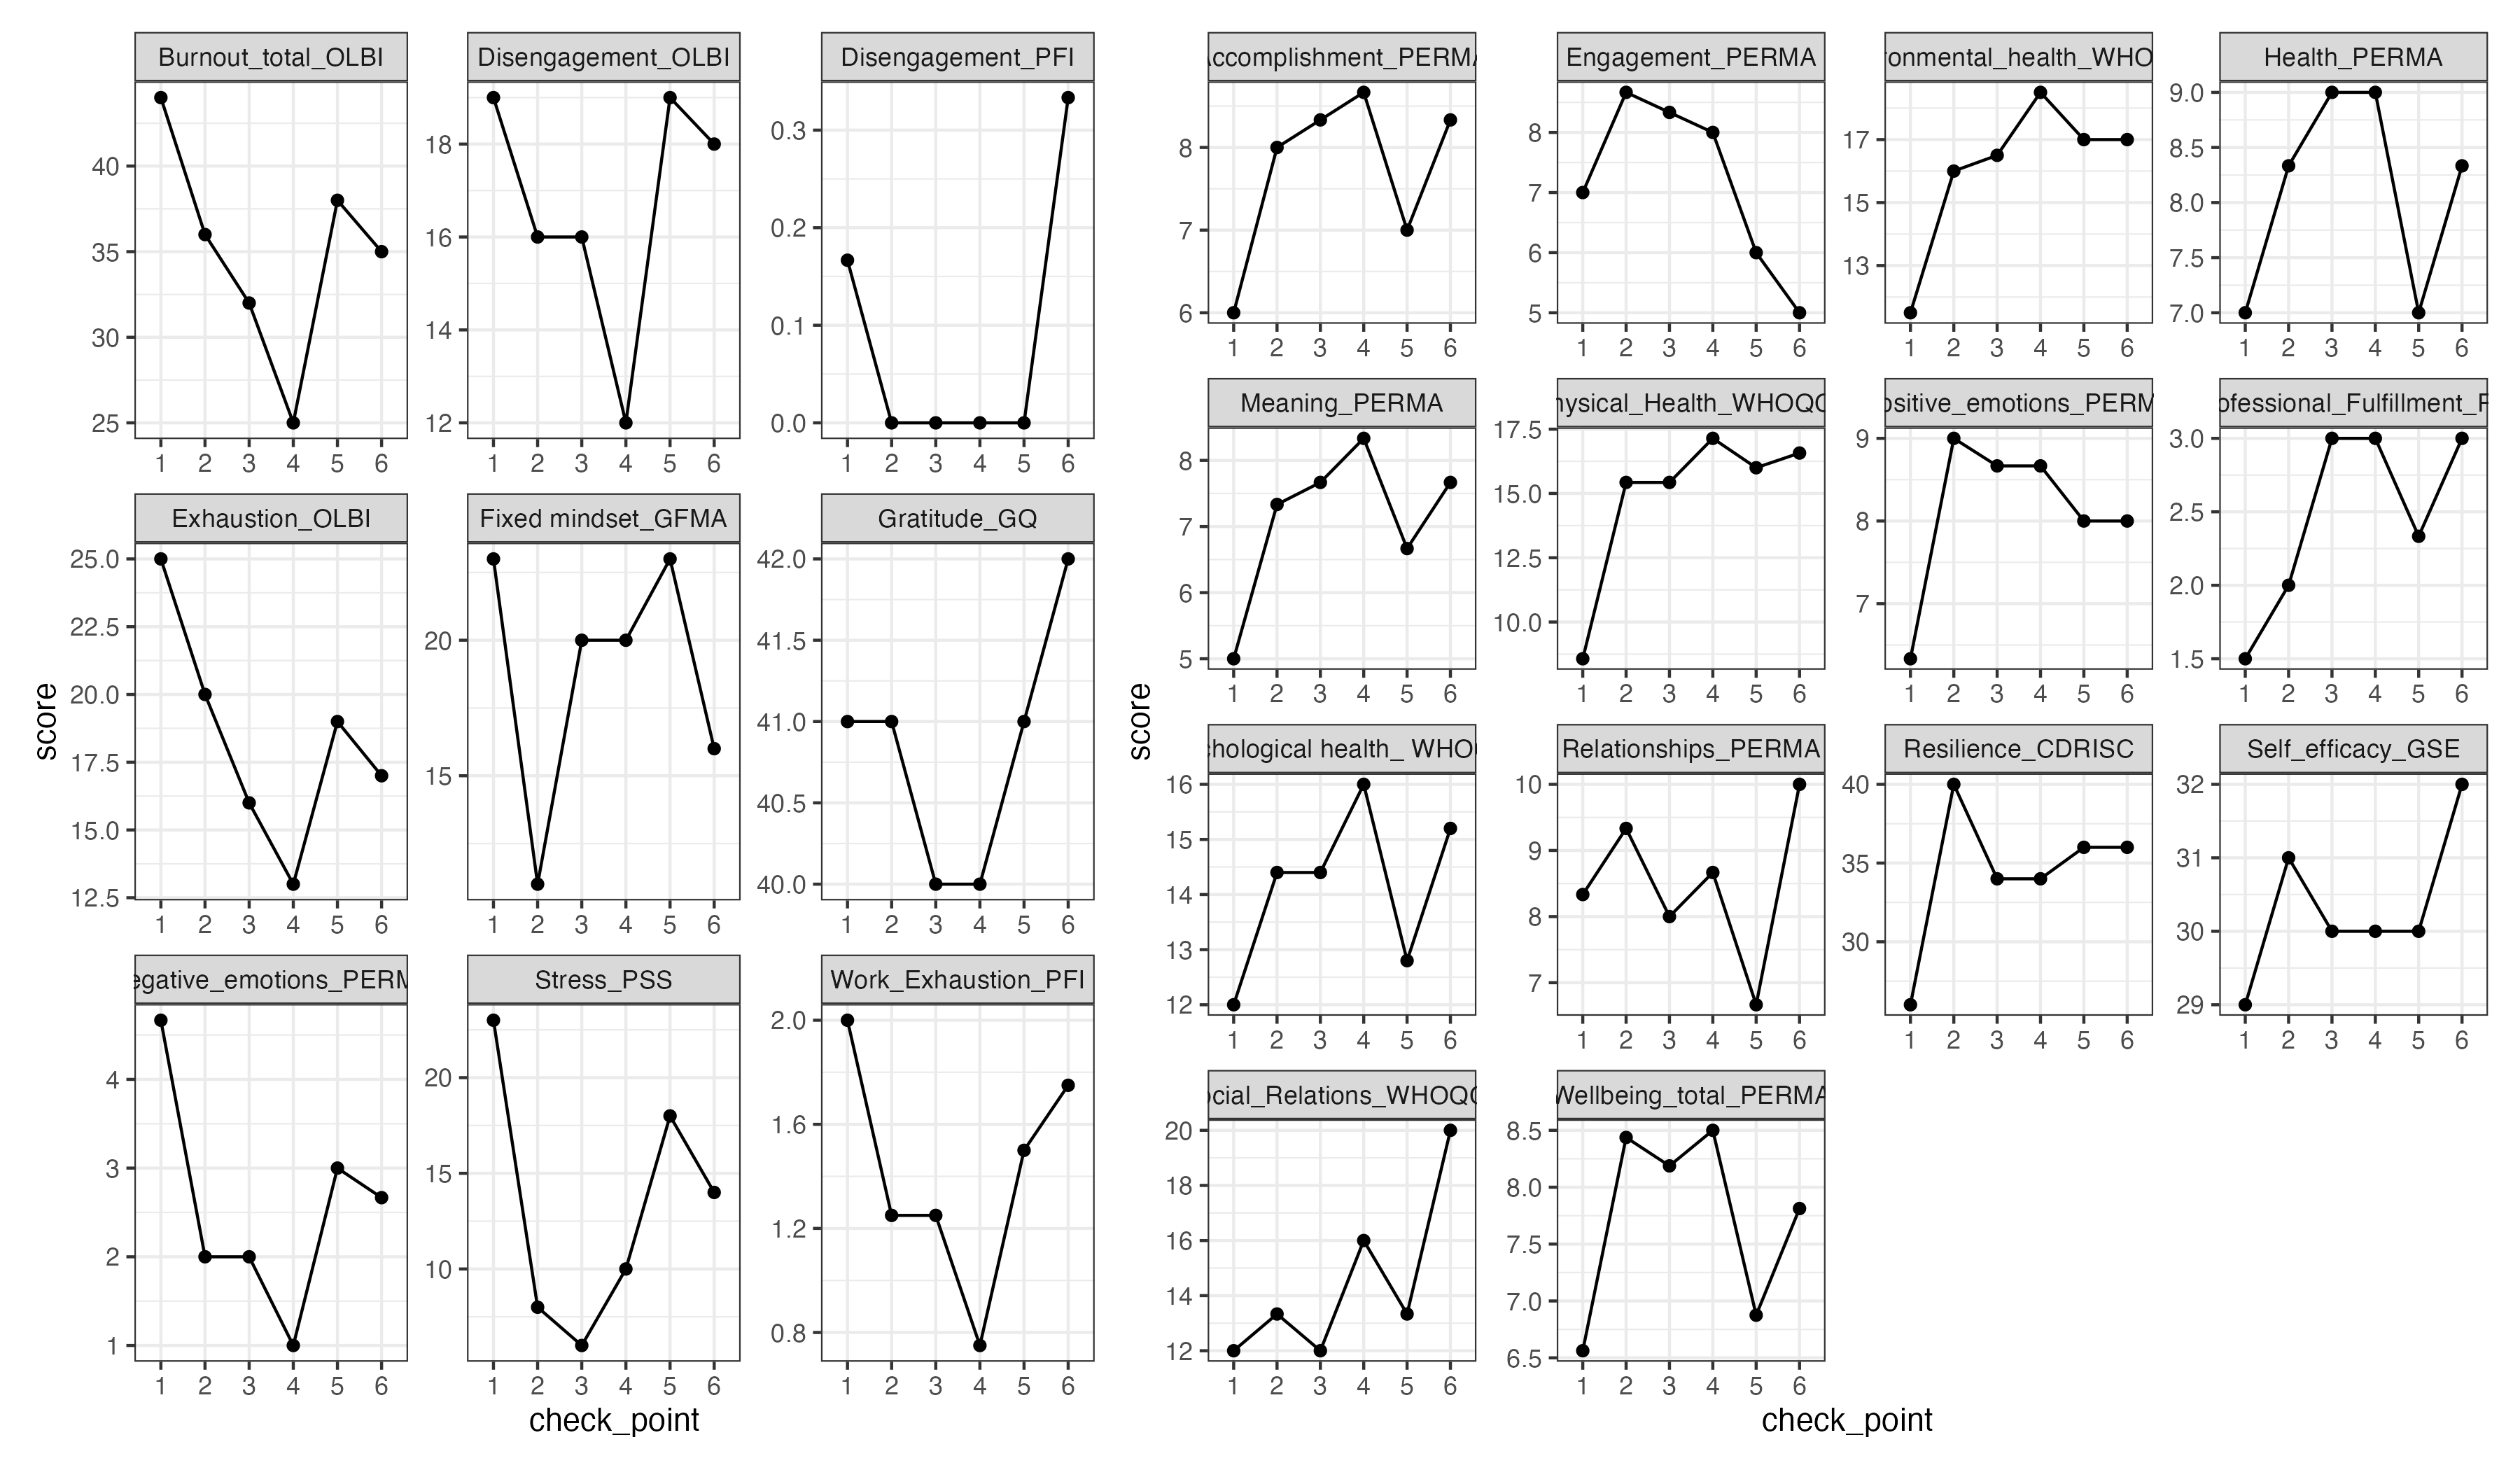 score
Burnout_total_OLBI
40
35
30
25
1 2 3 4 5 6
Disengagement_OLBI
18
16
14
12
1 2 3 4 5 6
Disengagement_PFI
0.3
0.2
0.1
0.0
1 2 3 4 5 6
Exhaustion_OLBI
25.0
22.5
20.0
17.5
15.0
12.5
1 2 3 4 5 6
Fixed mindset_GFMA
20
15
1 2 3 4 5 6
Gratitude_GQ
42.0
41.5
41.0
40.5
40.0
1 2 3 4 5 6
egative_emotions_PERM
4
3
2
1
1 2 3 4 5 6
Stress_PSS
20
15
10
1 2 3 4 5 6
Work_Exhaustion_PFI
2.0
1.6
1.2
0.8
1 2 3 4 5 6
check_point
score
Accomplishment_PERMA
8
7
6
1 2 3 4 5 6
Engagement_PERMA
8
7
6
5
1 2 3 4 5 6
ronmental_health_WHO
17
15
13
1 2 3 4 5 6
Health_PERMA
9.0
8.5
8.0
7.5
7.0
1 2 3 4 5 6
Meaning_PERMA
8
7
6
5
1 2 3 4 5 6
hysical_Health_WHOQO
17.5
15.0
12.5
10.0
1 2 3 4 5 6
ositive_emotions_PERM
9
8
7
1 2 3 4 5 6
ofessional_Fulfillment_P
3.0
2.5
2.0
1.5
1 2 3 4 5 6
chological health_ WHO
16
15
14
13
12
1 2 3 4 5 6
Relationships_PERMA
10
9
8
7
1 2 3 4 5 6
Resilience_CDRISC
40
35
30
1 2 3 4 5 6
Self_efficacy_GSE
32
31
30
29
1 2 3 4 5 6
ocial_Relations_WHOQO
20
18
16
14
12
1 2 3 4 5 6
Wellbeing_total_PERMA
8.5
8.0
7.5
7.0
6.5
1 2 3 4 5 6
check_point